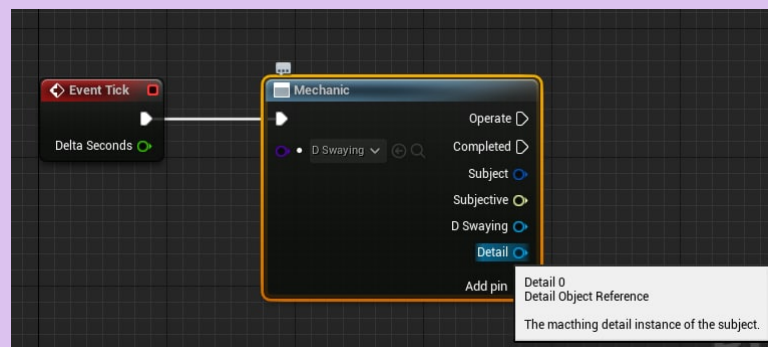 Event Tick
Delta Seconds
Mechanic
D Swaying
Operate
Completed
Subject
Subjective
D Swaying
Detail
Add pin
Detail 0
Detail Object Reference
The macthing detail instance of the subject.